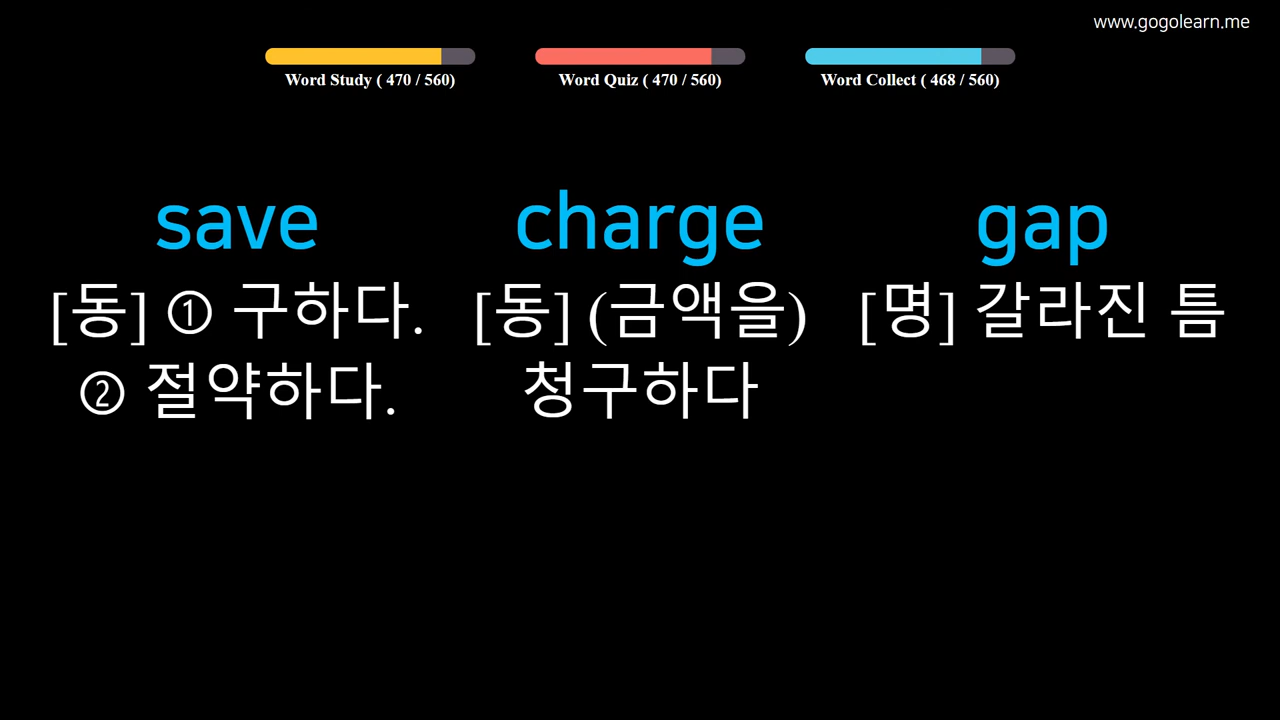 www.gogolearn.me
Word Study ( 470 / 560)
Word Quiz ( 470 / 560)
Word Collect ( 468 / 560)
save
[동] ① 구하다.
② 절약하다.
charge
[동] (금액을)
청구하다
gap
[명] 갈라진 틈